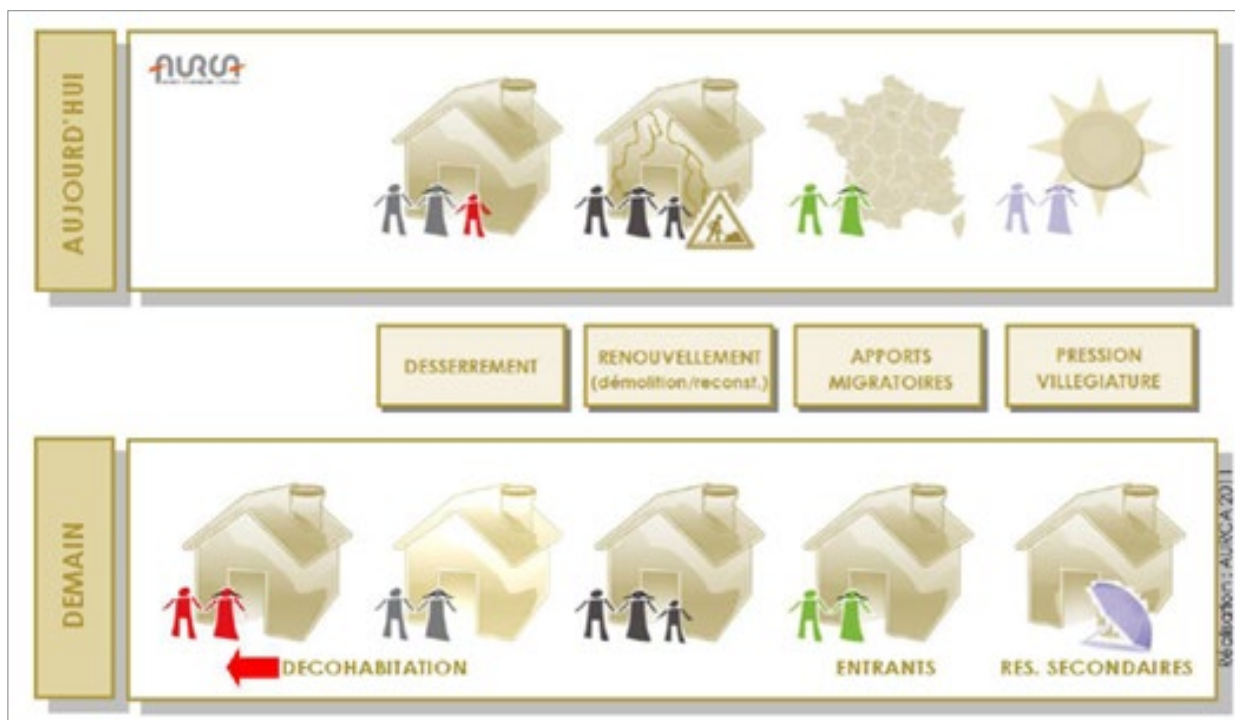 AURCA
AUJOURD'HUI
DESSERREMENT
RENOUVELLEMENT
(démolition/reconst.)
APPORTS
MIGRATOIRES
PRESSION
VILLEGIATURE
DEMAIN
DECOHABITATION
ENTRANTS
RES. SECONDAIRES
Réalisation : AURCA 2011